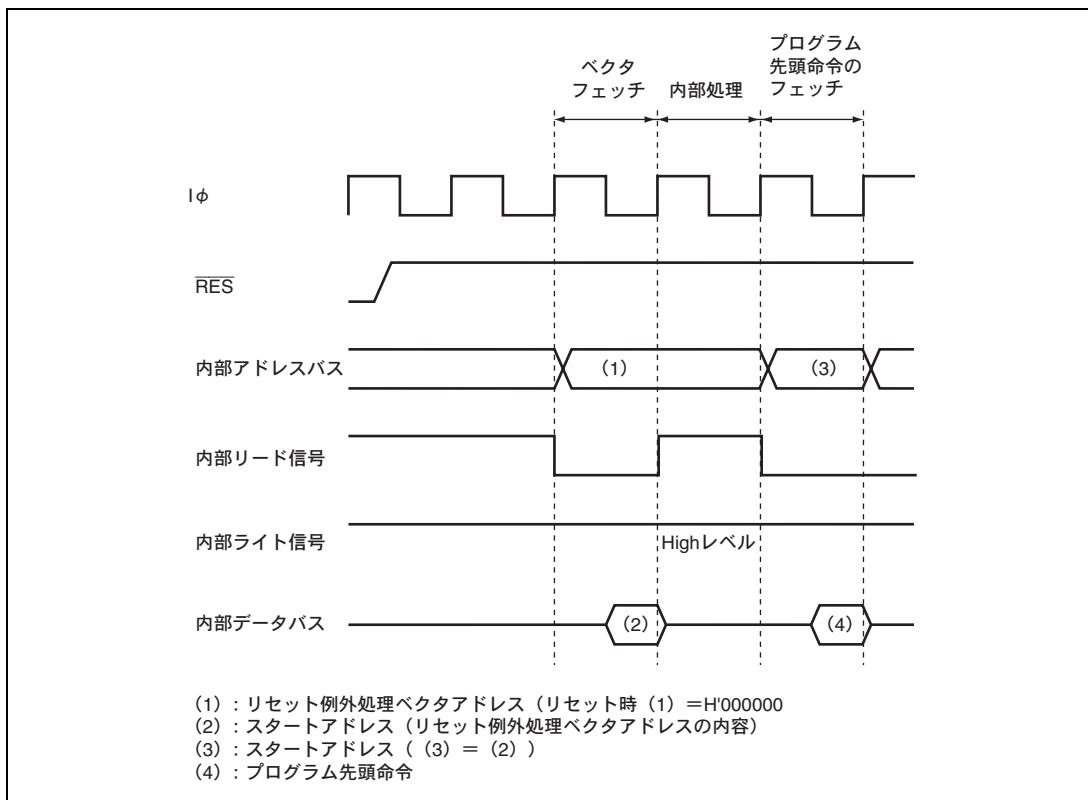 ベクタ
フェッチ
内部処理
プログラム
先頭命令の
フェッチ
Iφ
RES
内部アドレスバス
(1)
(3)
内部リード信号
内部ライト信号
Highレベル
内部データバス
(2)
(4)
(1):リセット例外処理ベクタアドレス(リセット時(1)=H'000000
(2):スタートアドレス(リセット例外処理ベクタアドレスの内容)
(3):スタートアドレス((3)=(2))
(4):プログラム先頭命令